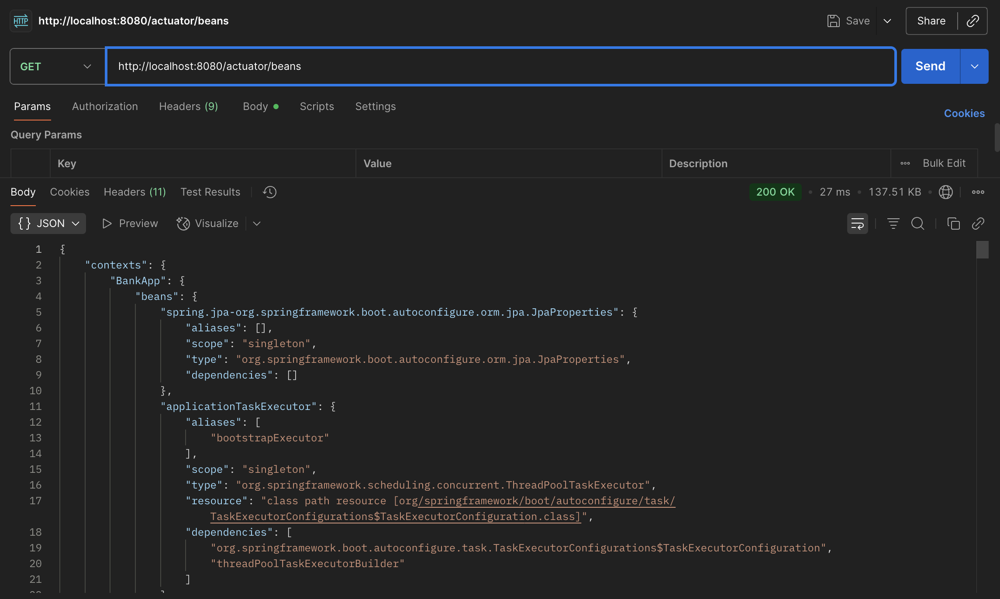 HTTP http://localhost:8080/actuator/beans Save Share
GET http://localhost:8080/actuator/beans Send
Params Authorization Headers (9) Body Scripts Settings Cookies
Query Params
Key Value Description Bulk Edit
Body Cookies Headers (11) Test Results 200 OK • 27 ms • 137.51 KB •
{} JSON Preview Visualize
1 {
2 "contexts": {
3 "BankApp": {
4 "beans": {
5 "spring.jpa-org.springframework.boot.autoconfigure.orm.jpa.JpaProperties": {
6 "aliases": [],
7 "scope": "singleton",
8 "type": "org.springframework.boot.autoconfigure.orm.jpa.JpaProperties",
9 "dependencies": []
10 },
11 "applicationTaskExecutor": {
12 "aliases": [
13 "bootstrapExecutor"
14 ],
15 "scope": "singleton",
16 "type": "org.springframework.scheduling.concurrent.ThreadPoolTaskExecutor",
17 "resource": "class path resource [org/springframework/boot/autoconfigure/task/
TaskExecutorConfigurations$TaskExecutorConfiguration.class]",
18 "dependencies": [
19 "org.springframework.boot.autoconfigure.task.TaskExecutorConfigurations$TaskExecutorConfiguration",
20 "threadPoolTaskExecutorBuilder"
21 ]